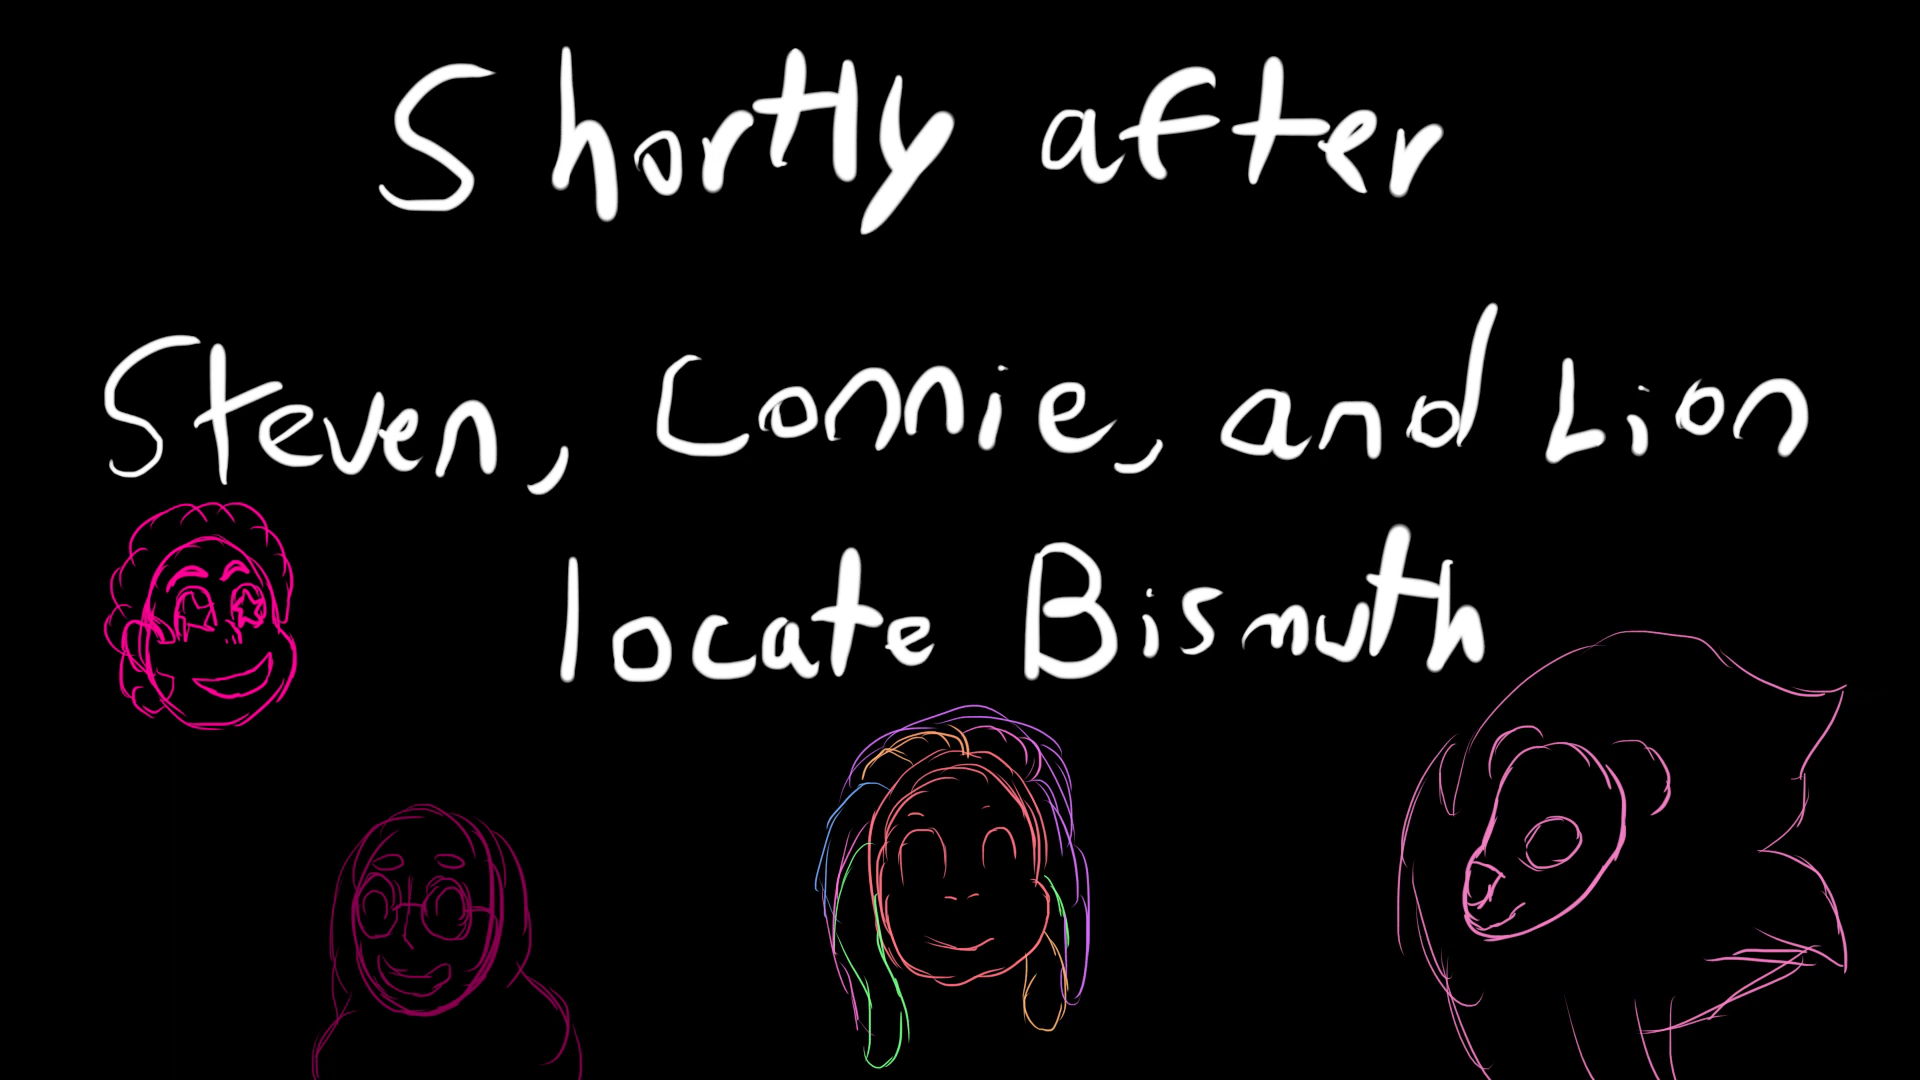 Shortly after
Steven, Connie, and Lion
locate Bismuth